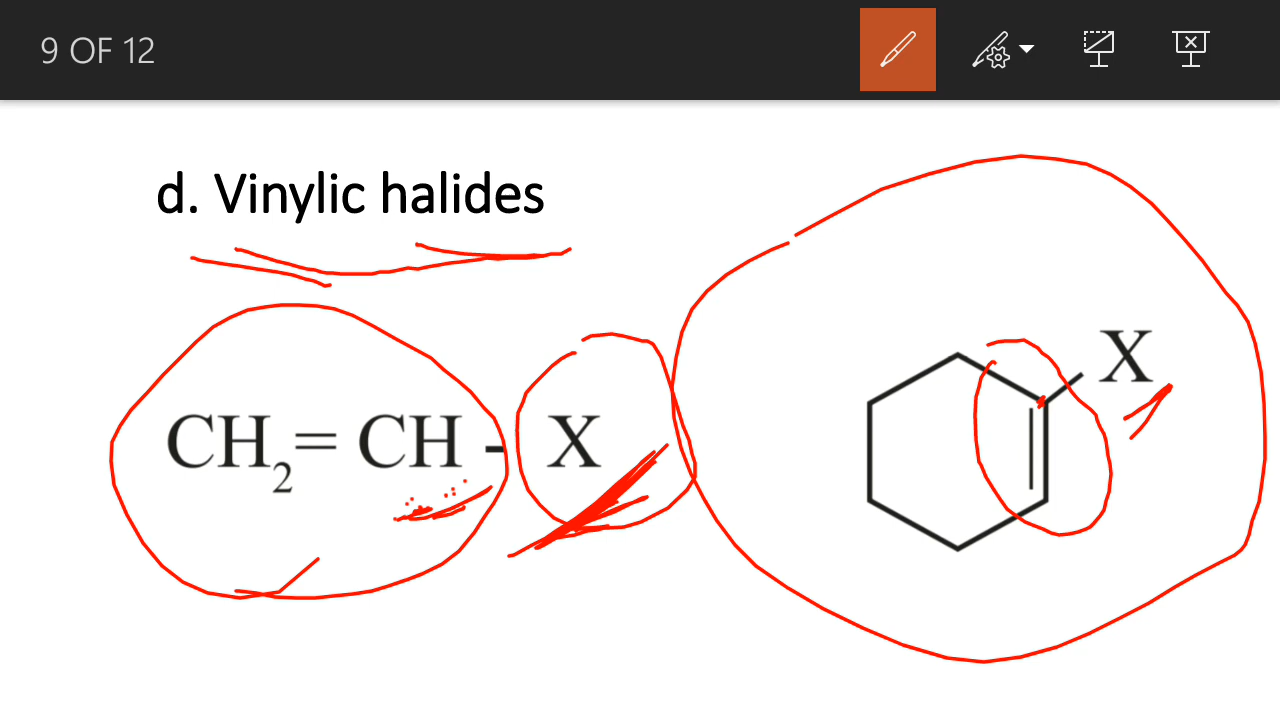 9 OF 12
d. Vinylic halides
CH₂= CH - X
X